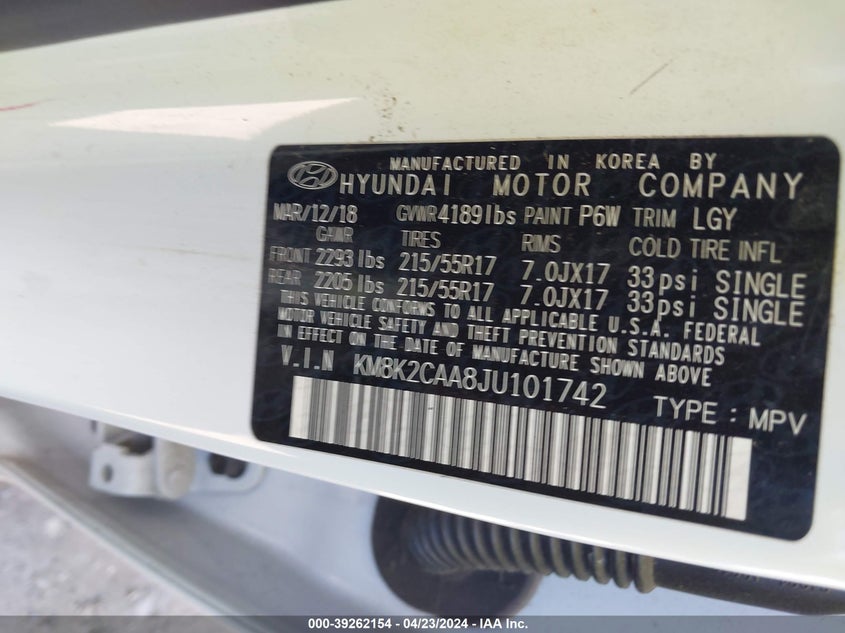 MANUFACTURED IN KOREA BY
HYUNDAI MOTOR COMPANY
MAR/12/18 GVWR 4189lbs PAINT P6W TRIM LGY
GAWR TIRES RIMS COLD TIRE INFL
FRONT 2293 lbs 215/55R17 7.0JX17 33psi SINGLE
REAR 2205 lbs 215/55R17 7.0JX17 33psi SINGLE
THIS VEHICLE CONFORMS TO ALL APPLICABLE U.S.A. FEDERAL
MOTOR VEHICLE SAFETY AND THEFT PREVENTION STANDARDS
IN EFFECT ON THE DATE OF MANUFACTURE SHOWN ABOVE
V.I.N KM8K2CAA8JU101742
TYPE : MPV
000-39262154 - 04/23/2024 - IAA Inc.